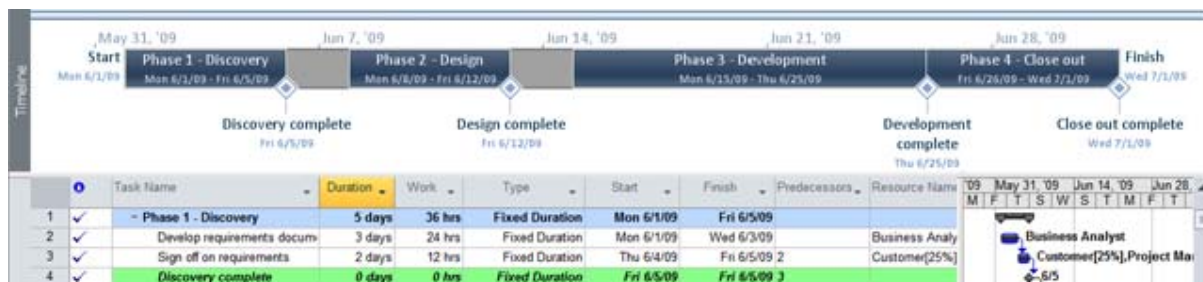 May 31, '09 Jun 7, '09 Jun 14, '09 Jun 21, '09 Jun 28, '09
Start Phase 1 - Discovery Phase 2 - Design Phase 3 - Development Phase 4 - Close out Finish
Mon 6/1/09 Mon 6/1/09 - Fri 6/5/09 Mon 6/8/09 - Fri 6/12/09 Mon 6/15/09 - Thu 6/25/09 Fri 6/26/09 - Wed 7/1/09 Wed 7/1/09
Timeline
Discovery complete Design complete Development complete Close out complete
Fri 6/5/09 Fri 6/12/09 Thu 6/25/09 Wed 7/1/09
Task Name Duration Work Type Start Finish Predecessors Resource Name '09 May 31, '09 Jun 14, '09 Jun 28,
M F T S W S T M F T
1 - Phase 1 - Discovery 5 days 36 hrs Fixed Duration Mon 6/1/09 Fri 6/5/09
2 Develop requirements docum 3 days 24 hrs Fixed Duration Mon 6/1/09 Wed 6/3/09 Business Analy Business Analyst
3 Sign off on requirements 2 days 12 hrs Fixed Duration Thu 6/4/09 Fri 6/5/09 2 Customer[25%] Customer[25%],Project Ma
4 Discovery complete 0 days 0 hrs Fixed Duration Fri 6/5/09 Fri 6/5/09 3 6/5